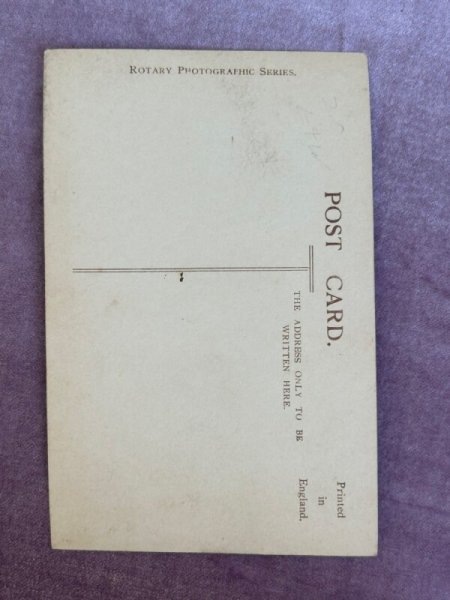 ROTARY PHOTOGRAPHIC SERIES.
POST CARD.
THE ADDRESS ONLY TO BE
WRITTEN HERE.
Printed
in
England.